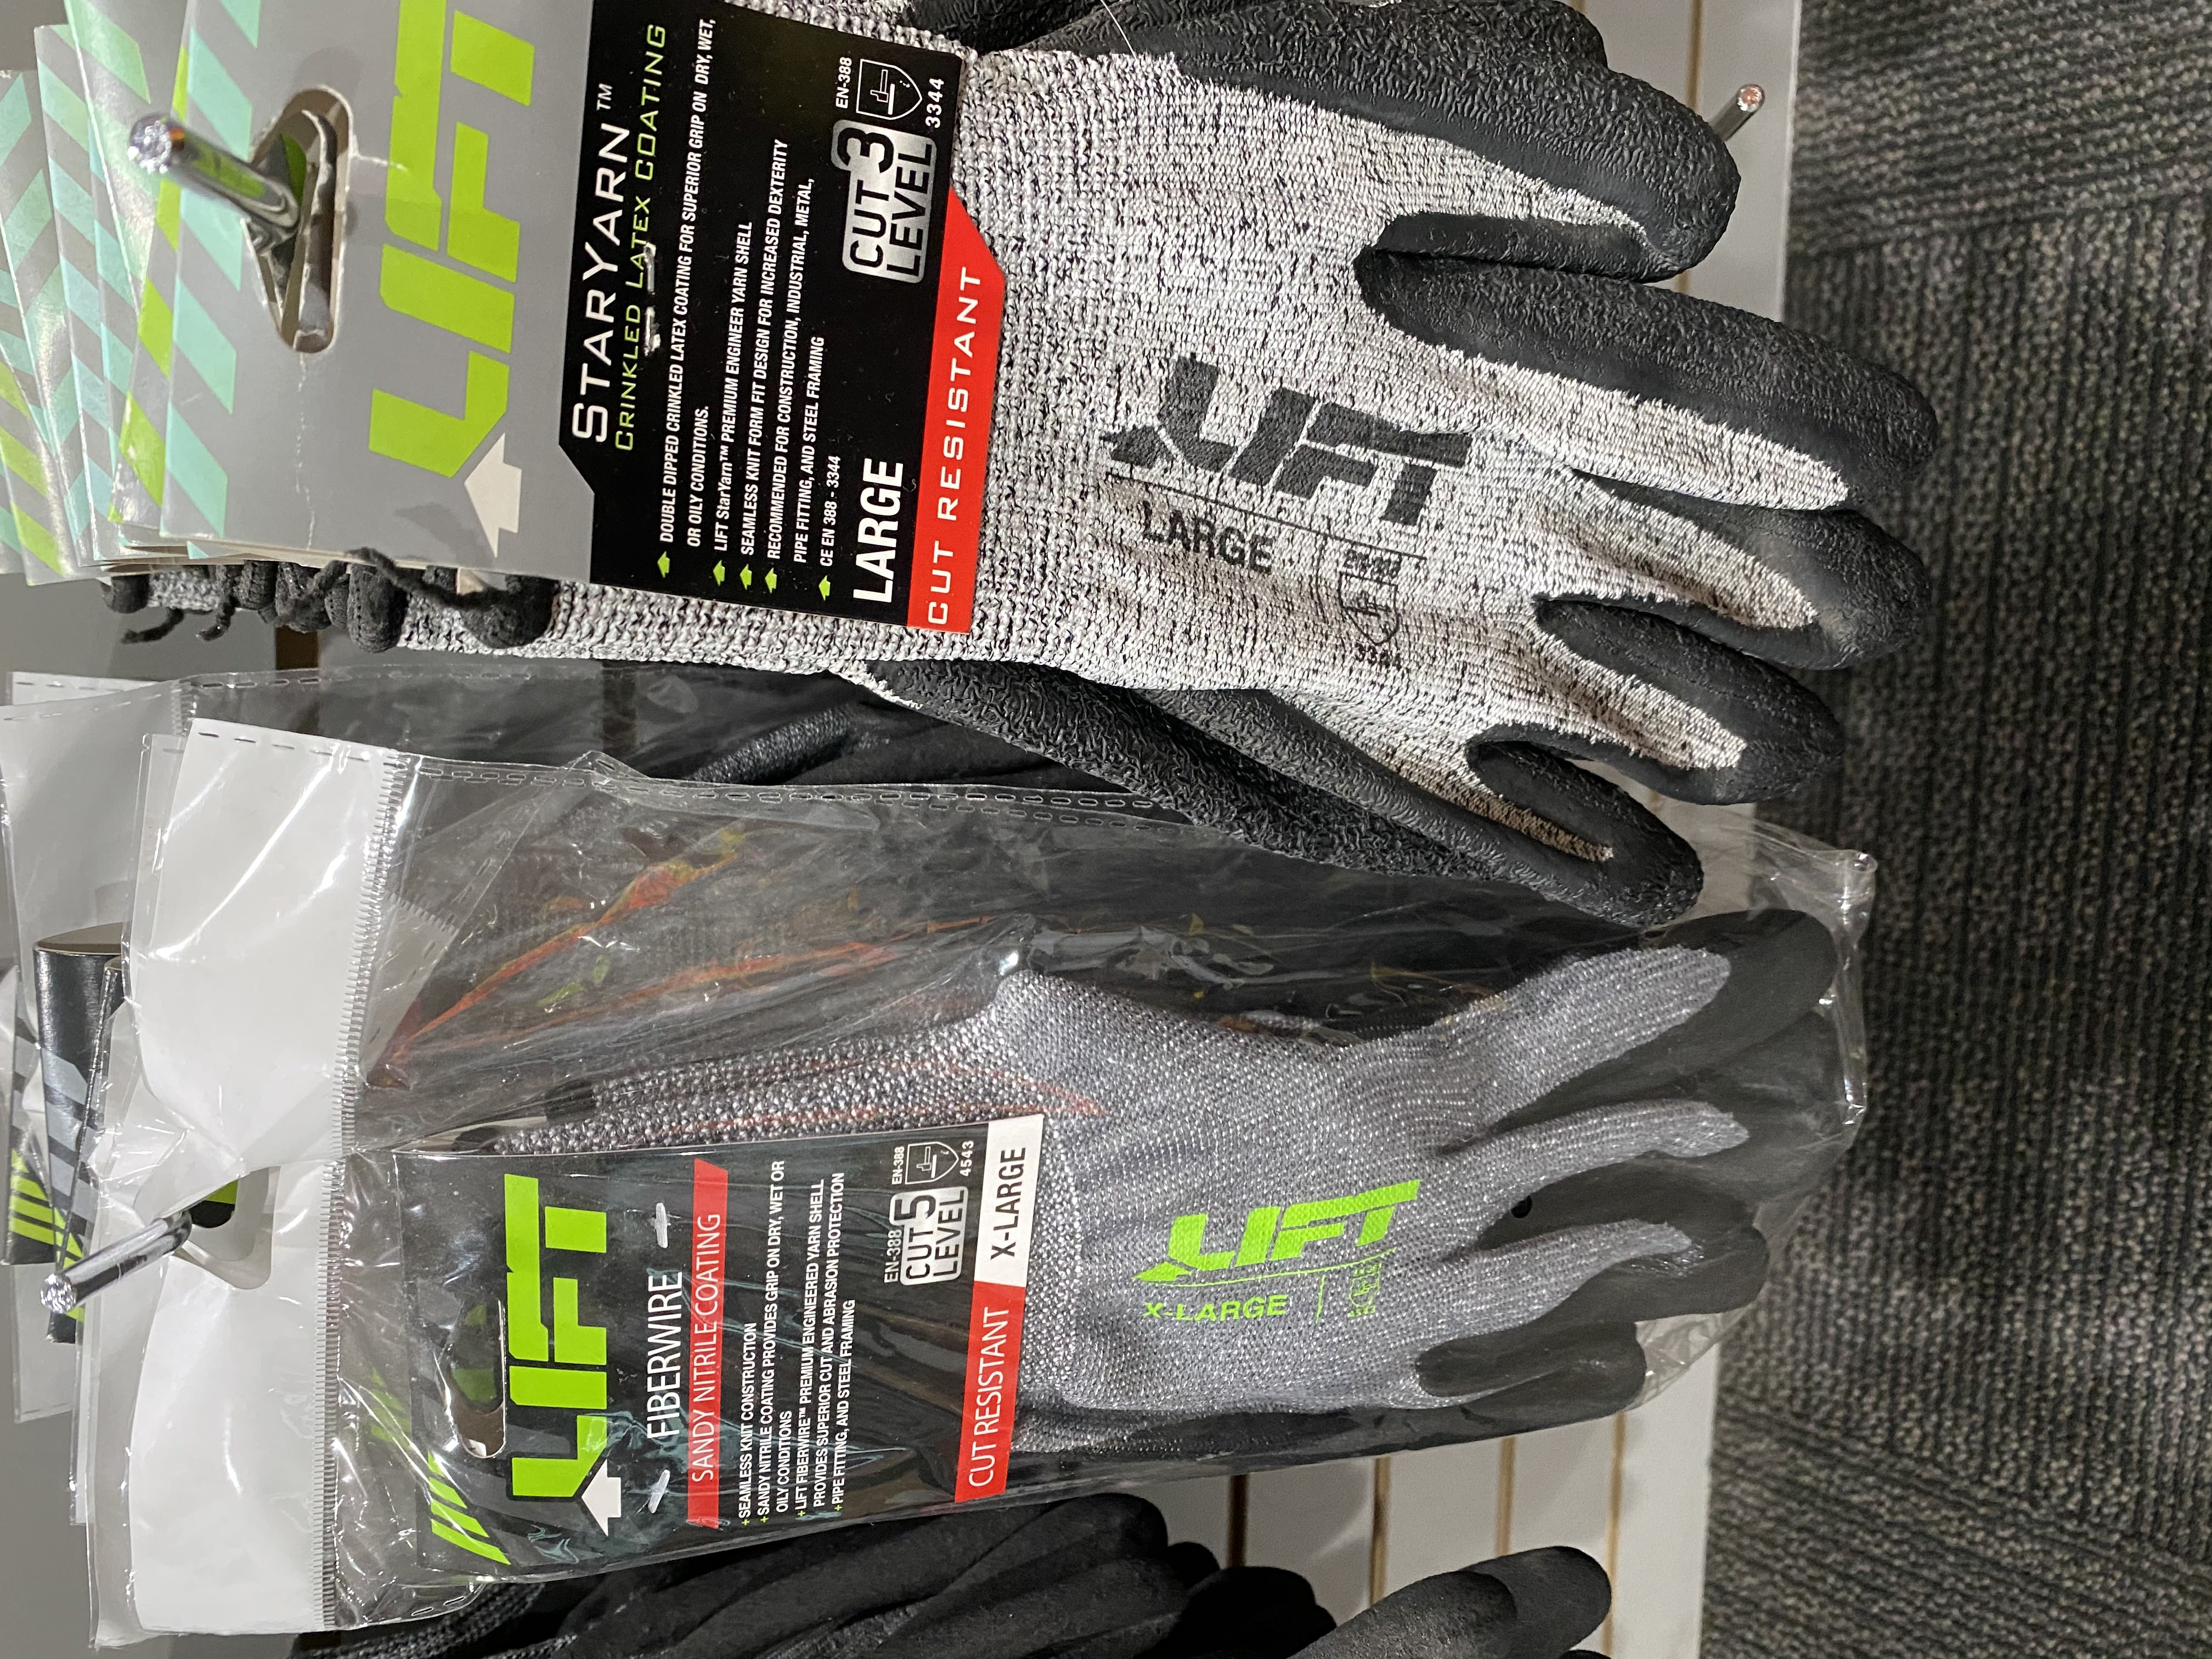 LIFT
FIBERWIRE
SANDY NITRILE COATING
+SEAMLESS KNIT CONSTRUCTION
+SANDY NITRILE COATING PROVIDES GRIP ON DRY, WET OR
OILY CONDITIONS
+LIFT FIBERWIRE™ PREMIUM ENGINEERED YARN SHELL
PROVIDES SUPERIOR CUT AND ABRASION PROTECTION
+PIPE FITTING, AND STEEL FRAMING
EN-388
CUT 5
LEVEL
EN-388
4543
CUT RESISTANT
X-LARGE
LIFT
X-LARGE
LIFT
STARYARN™
CRINKLED LATEX COATING
DOUBLE DIPPED CRINKLED LATEX COATING FOR SUPERIOR GRIP ON DRY, WET,
OR OILY CONDITIONS.
LIFT StarYarn™ PREMIUM ENGINEER YARN SHELL
SEAMLESS KNIT FORM FIT DESIGN FOR INCREASED DEXTERITY
RECOMMENDED FOR CONSTRUCTION, INDUSTRIAL, METAL,
PIPE FITTING, AND STEEL FRAMING
CE EN 388 - 3344
LARGE
CUT 3
LEVEL
EN-388
3344
CUT RESISTANT
LIFT
LARGE